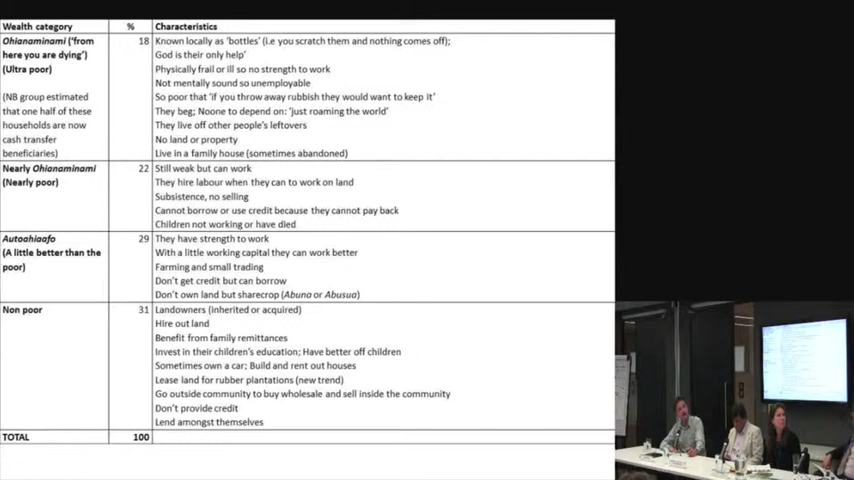 Wealth category % Characteristics
Ohianaminami ('from here you are dying') (Ultra poor)
(NB group estimated that one half of these households are now cash transfer beneficiaries)
18
Known locally as 'bottles' (i.e you scratch them and nothing comes off);
God is their only help'
Physically frail or ill so no strength to work
Not mentally sound so unemployable
So poor that 'if you throw away rubbish they would want to keep it'
They beg; Noone to depend on: 'just roaming the world'
They live off other people's leftovers
No land or property
Live in a family house (sometimes abandoned)
Nearly Ohianaminami
(Nearly poor)
22
Still weak but can work
They hire labour when they can to work on land
Subsistence, no selling
Cannot borrow or use credit because they cannot pay back
Children not working or have died
Autoahiaafo
(A little better than the
poor)
29
They have strength to work
With a little working capital they can work better
Farming and small trading
Don't get credit but can borrow
Don't own land but sharecrop (Abuna or Abusua)
Non poor
31
Landowners (inherited or acquired)
Hire out land
Benefit from family remittances
Invest in their children's education; Have better off children
Sometimes own a car; Build and rent out houses
Lease land for rubber plantations (new trend)
Go outside community to buy wholesale and sell inside the community
Don't provide credit
Lend amongst themselves
TOTAL 100